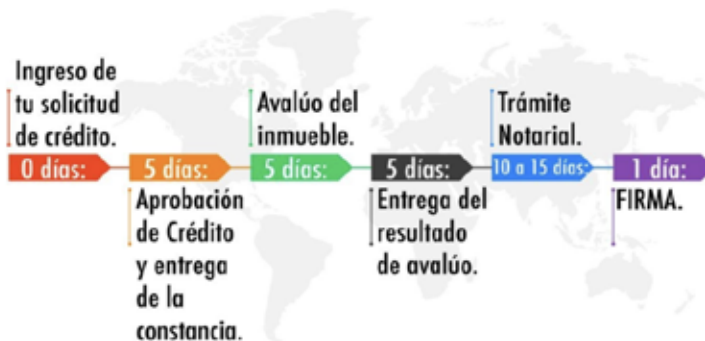 Ingreso de
tu solicitud
de crédito.
0 días:
5 días:
Aprobación
de Crédito
y entrega
de la
constancia.
Avalúo del
inmueble.
5 días:
5 días:
Entrega del
resultado
de avalúo.
Trámite
Notarial.
10 a 15 días:
1 día:
FIRMA.